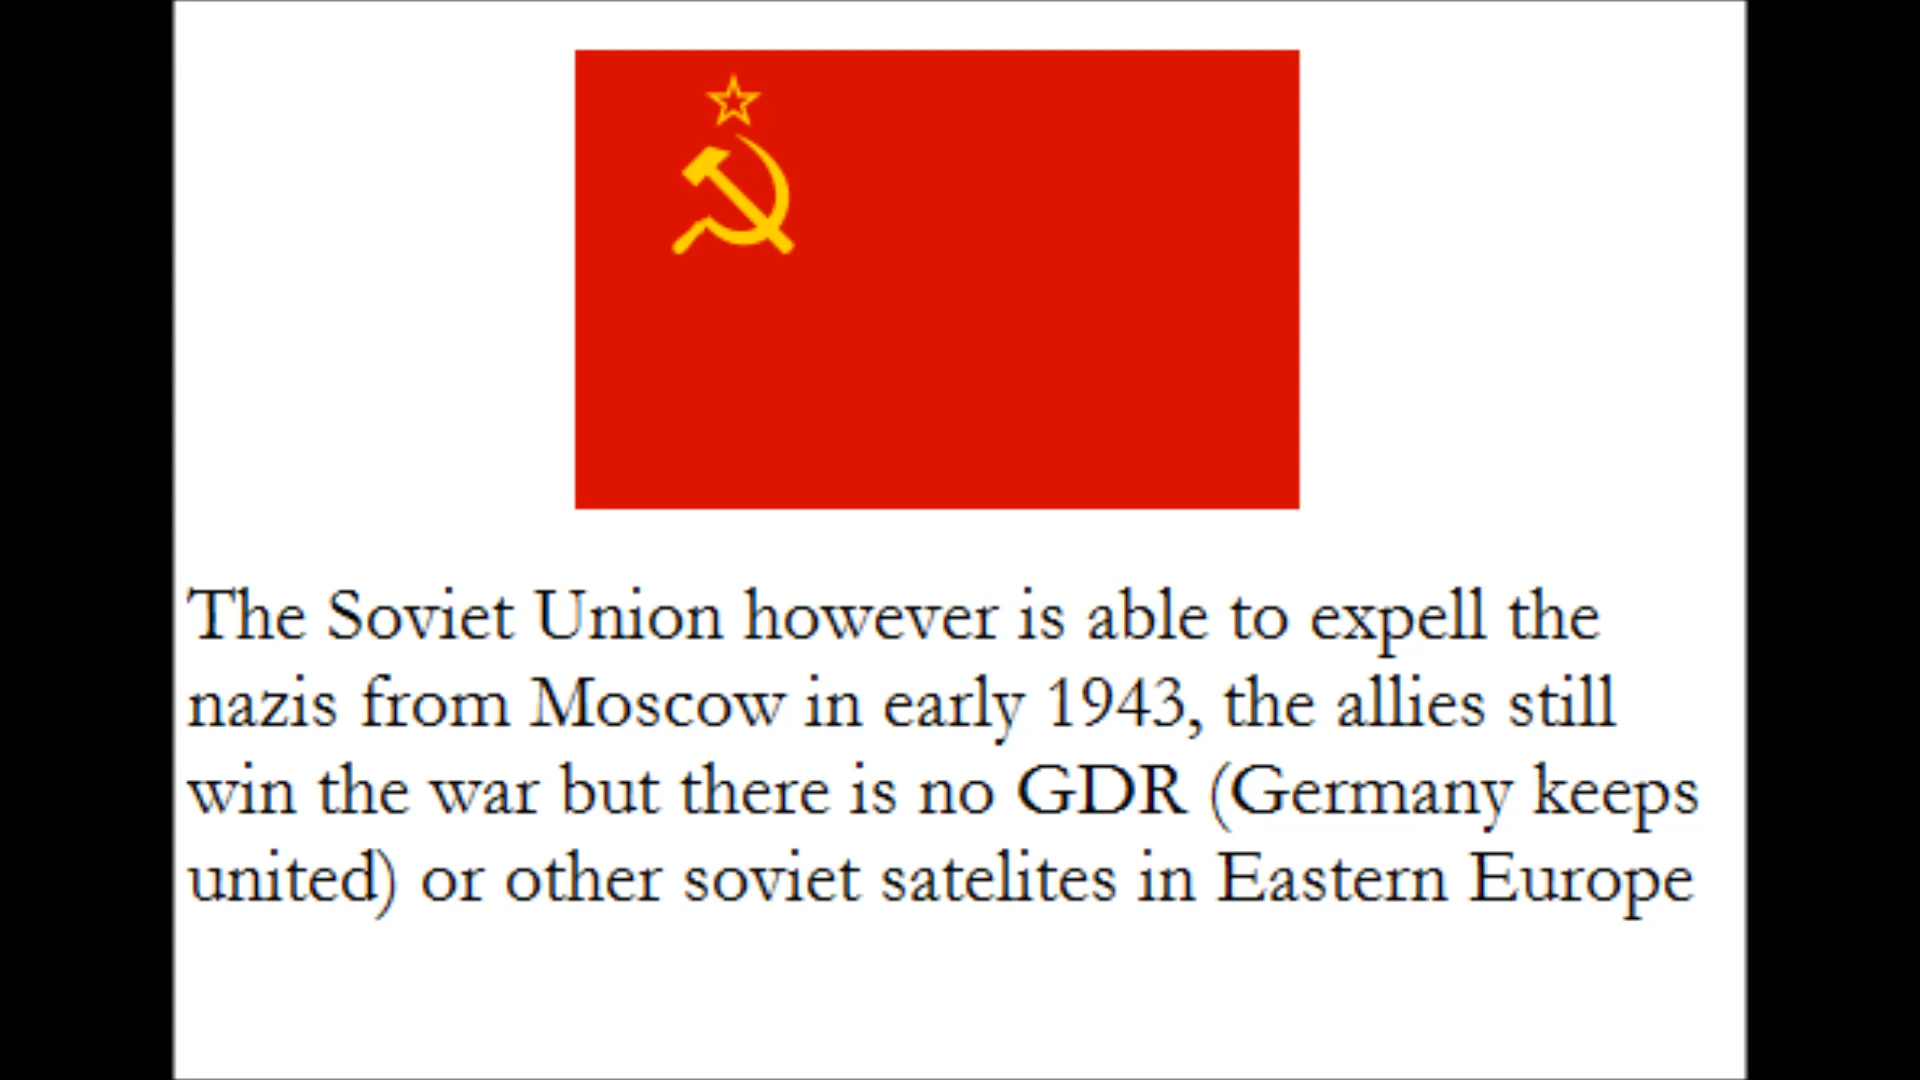 The Soviet Union however is able to expell the
nazis from Moscow in early 1943, the allies still
win the war but there is no GDR (Germany keeps
united) or other soviet satelites in Eastern Europe